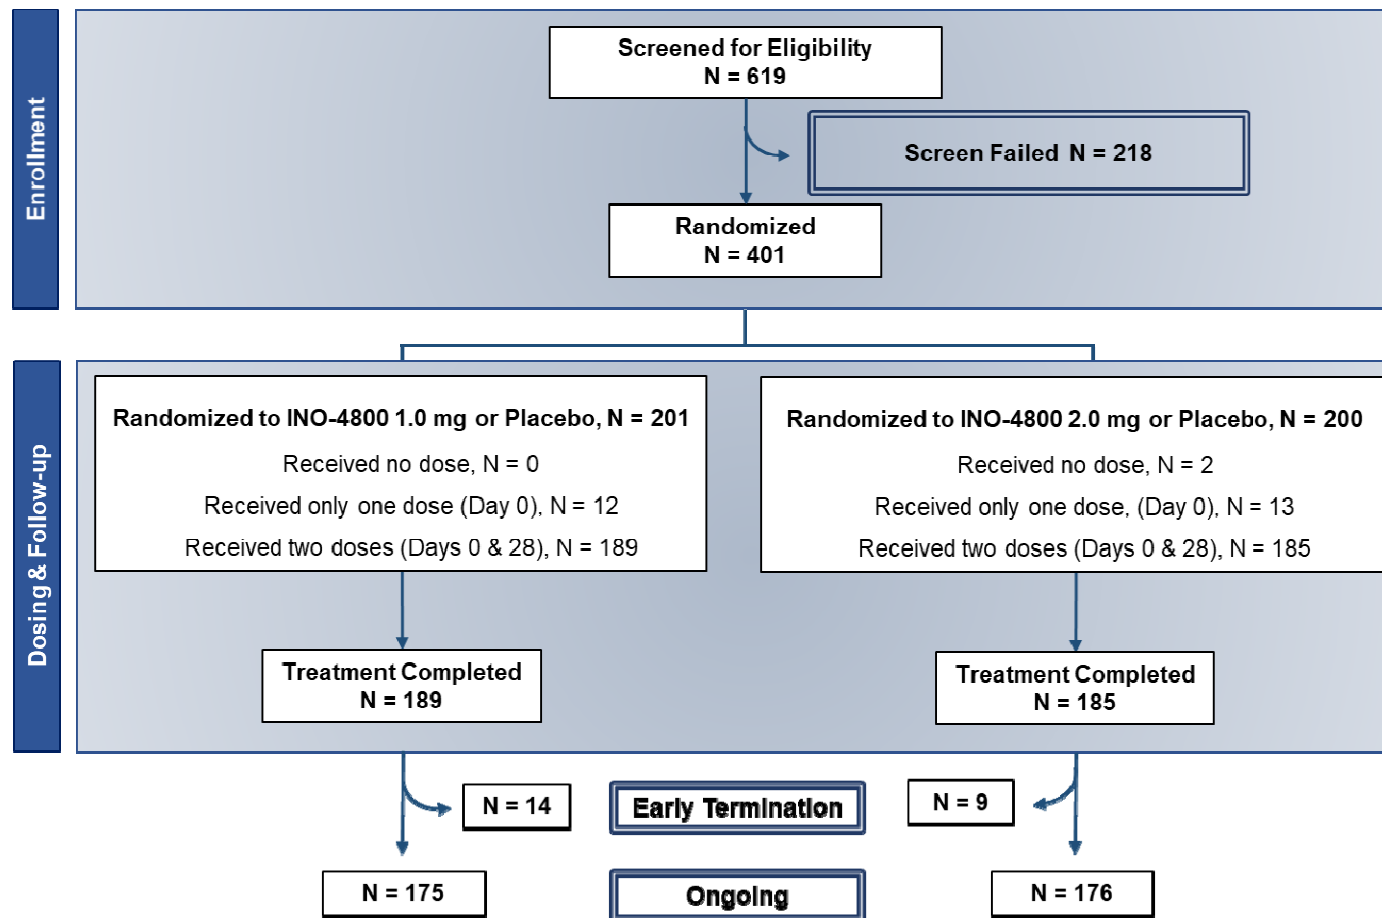 Enrollment
Screened for Eligibility
N = 619
Screen Failed N = 218
Randomized
N = 401
Dosing & Follow-up
Randomized to INO-4800 1.0 mg or Placebo, N = 201
Received no dose, N = 0
Received only one dose (Day 0), N = 12
Received two doses (Days 0 & 28), N = 189
Randomized to INO-4800 2.0 mg or Placebo, N = 200
Received no dose, N = 2
Received only one dose, (Day 0), N = 13
Received two doses (Days 0 & 28), N = 185
Treatment Completed
N = 189
Treatment Completed
N = 185
N = 14
Early Termination
N = 9
N = 175
Ongoing
N = 176